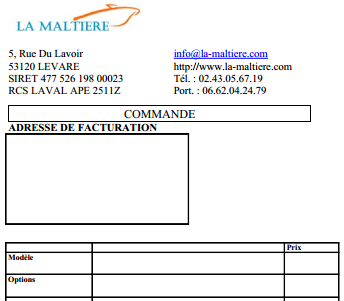 LA MALTIERE
5, Rue Du Lavoir info@la-maltiere.com
53120 LEVARE http://www.la-maltiere.com
SIRET 477 526 198 00023 Tél. : 02.43.05.67.19
RCS LAVAL APE 2511Z Port. : 06.62.04.24.79
COMMANDE
ADRESSE DE FACTURATION
Prix
Modèle
Options